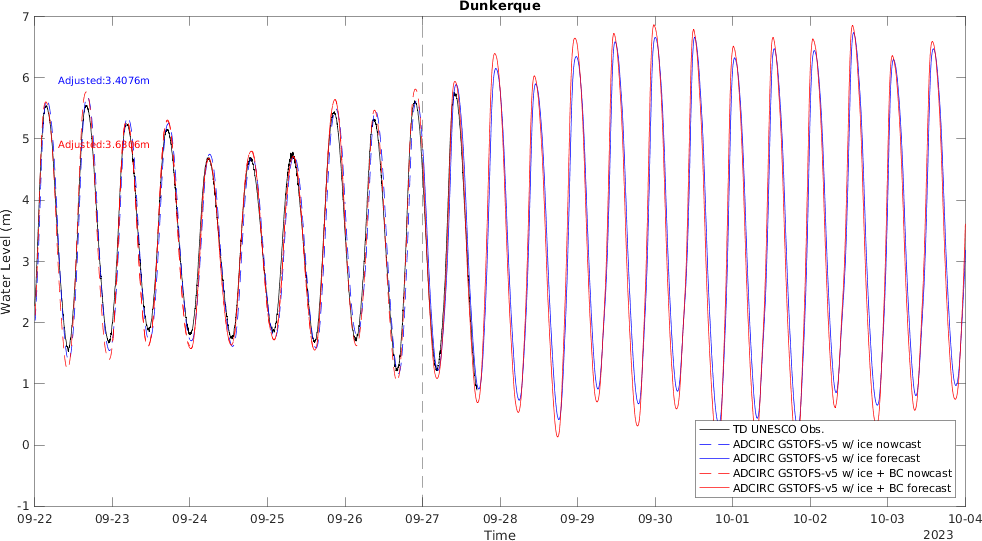 Dunkerque
7
6
5
4
3
2
1
0
-1
Water Level (m)
Adjusted:3.4076m
Adjusted:3.6806m
TD UNESCO Obs.
ADCIRC GSTOFS-v5 w/ ice nowcast
ADCIRC GSTOFS-v5 w/ ice forecast
ADCIRC GSTOFS-v5 w/ ice + BC nowcast
ADCIRC GSTOFS-v5 w/ ice + BC forecast
09-22 09-23 09-24 09-25 09-26 09-27 09-28 09-29 09-30 10-01 10-02 10-03 10-04
Time
2023